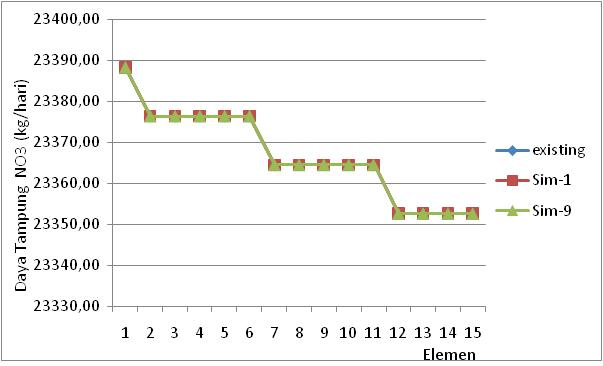 Daya Tampung NO3 (kg/hari)
23400,00
23390,00
23380,00
23370,00
23360,00
23350,00
23340,00
23330,00
1 2 3 4 5 6 7 8 9 10 11 12 13 14 15
Elemen
existing
Sim-1
Sim-9